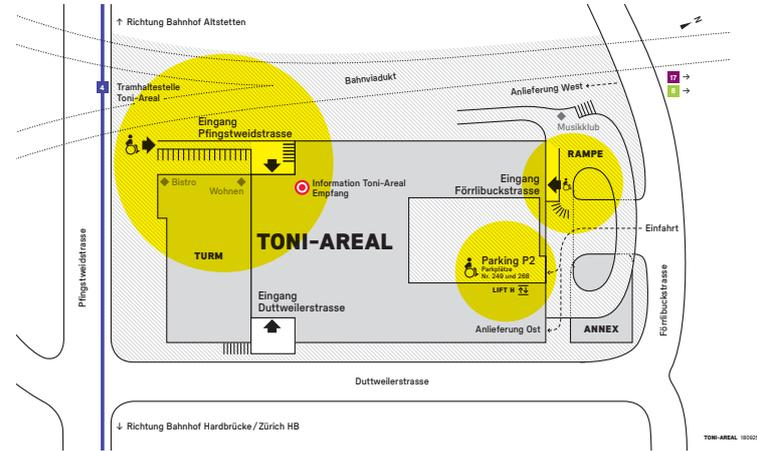 ↑ Richtung Bahnhof Altstetten
N
4
Tramhaltestelle
Toni-Areal
Bahnviadukt
Anlieferung West
17 →
8 →
Eingang
Pfingstweidstrasse
Musikklub
RAMPE
Bistro
Wohnen
Information Toni-Areal
Empfang
Eingang
Förrlibuckstrasse
TONI-AREAL
TURM
Parking P2
Parkplätze
Nr. 249 und 268
LIFT H
Einfahrt
Pfingstweidstrasse
Förrlibuckstrasse
Eingang
Duttweilerstrasse
Anlieferung Ost
ANNEX
Duttweilerstrasse
↓ Richtung Bahnhof Hardbrücke/Zürich HB
TONI-AREAL